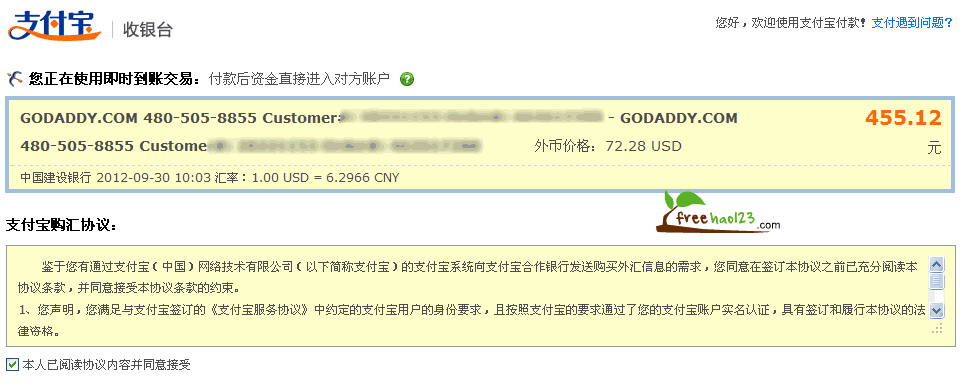 支付宝 收银台
您好，欢迎使用支付宝付款! 支付遇到问题?
您正在使用即时到账交易： 付款后资金直接进入对方账户 ?
GODADDY.COM 480-505-8855 Customer - GODADDY.COM 455.12
480-505-8855 Custome 外币价格：72.28 USD 元
中国建设银行 2012-09-30 10:03 汇率：1.00 USD = 6.2966 CNY
freehao123.com
支付宝购汇协议：
鉴于您有通过支付宝（中国）网络技术有限公司（以下简称支付宝）的支付宝系统向支付宝合作银行发送购买外汇信息的需求，您同意在签订本协议之前已充分阅读本
协议条款，并同意接受本协议条款的约束。
1、您声明，您满足与支付宝签订的《支付宝服务协议》中约定的支付宝用户的身份要求，且按照支付宝的要求通过了您的支付宝账户实名认证，具有签订和履行本协议的法
律资格。
本人已阅读协议内容并同意接受